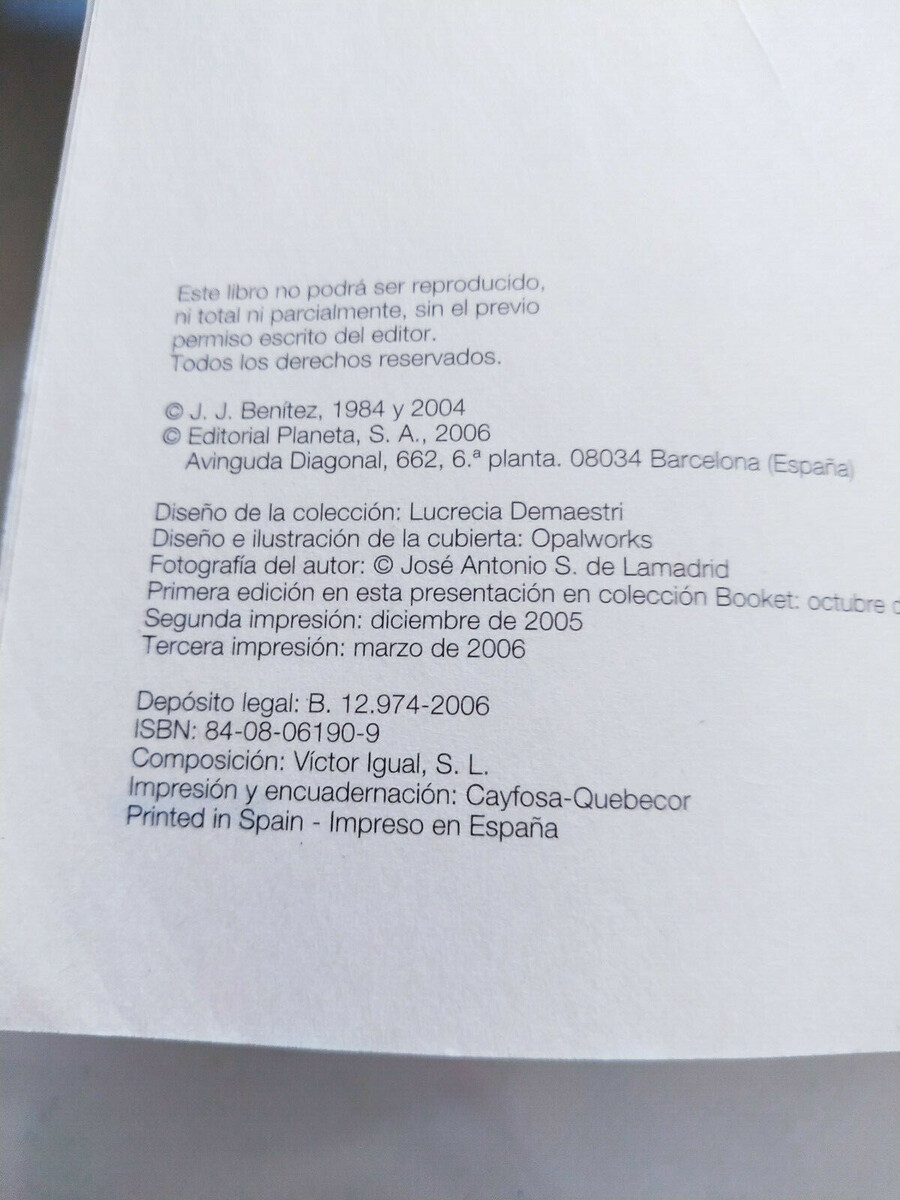 Este libro no podrá ser reproducido,
ni total ni parcialmente, sin el previo
permiso escrito del editor.
Todos los derechos reservados.
© J. J. Benítez, 1984 y 2004
© Editorial Planeta, S. A., 2006
Avinguda Diagonal, 662, 6.ª planta. 08034 Barcelona (España)
Diseño de la colección: Lucrecia Demaestri
Diseño e ilustración de la cubierta: Opalworks
Fotografía del autor: © José Antonio S. de Lamadrid
Primera edición en esta presentación en colección Booket: octubre
Segunda impresión: diciembre de 2005
Tercera impresión: marzo de 2006
Depósito legal: B. 12.974-2006
ISBN: 84-08-06190-9
Composición: Víctor Igual, S. L.
Impresión y encuadernación: Cayfosa-Quebecor
Printed in Spain - Impreso en España